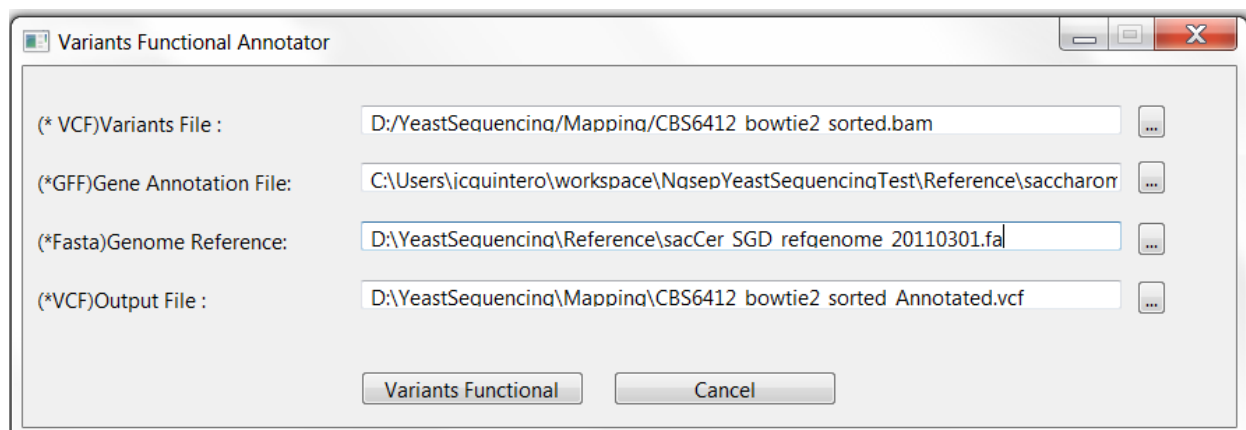 Variants Functional Annotator
(* VCF)Variants File : D:/YeastSequencing/Mapping/CBS6412_bowtie2_sorted.bam ...
(*GFF)Gene Annotation File: C:\Users\jcquintero\workspace\NgsepYeastSequencingTest\Reference\saccharom ...
(*Fasta)Genome Reference: D:\YeastSequencing\Reference\sacCer_SGD_refgenome_20110301.fa ...
(*VCF)Output File : D:\YeastSequencing\Mapping\CBS6412_bowtie2_sorted_Annotated.vcf ...
Variants Functional Cancel